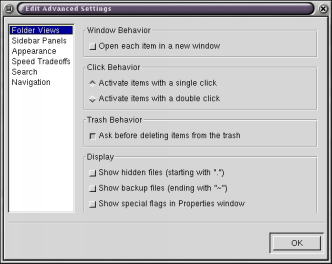 Edit Advanced Settings
Folder Views
Sidebar Panels
Appearance
Speed Tradeoffs
Search
Navigation
Window Behavior
Open each item in a new window
Click Behavior
Activate items with a single click
Activate items with a double click
Trash Behavior
Ask before deleting items from the trash
Display
Show hidden files (starting with ".")
Show backup files (ending with "~")
Show special flags in Properties window
OK